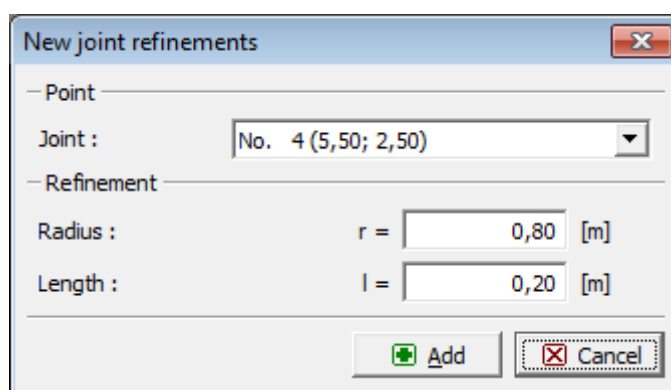 New joint refinements
Point
Joint : No. 4 (5,50; 2,50)
Refinement
Radius : r = 0,80 [m]
Length : l = 0,20 [m]
Add Cancel